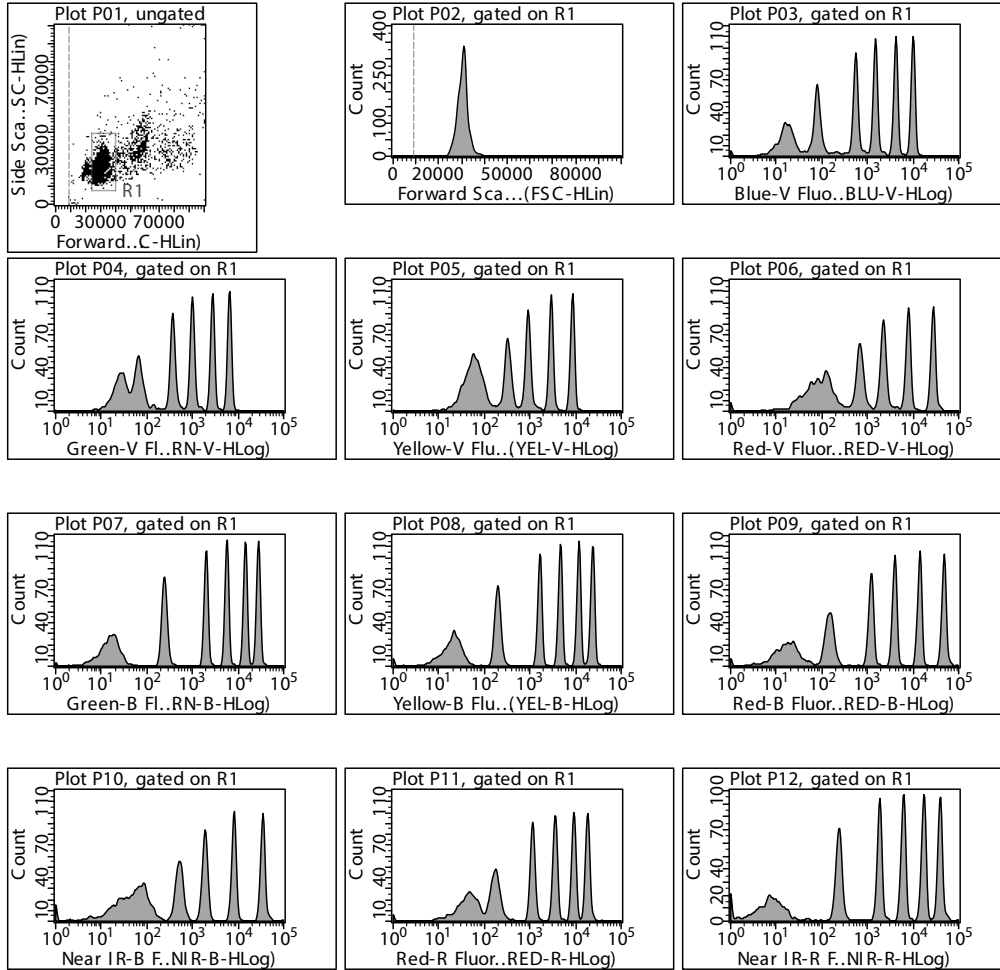 Plot P01, ungated
Side Sca...SC-HLin)
0 30000 70000
R1
0 30000 70000
Forward..C-HLin)
Plot P02, gated on R1
Count
0 100 250 400
0 20000 40000 80000
Forward Sca...(FSC-HLin)
Plot P03, gated on R1
Count
10 40 70 110
10^0 10^1 10^2 10^3 10^4 10^5
Blue-V Fluo..BLU-V-HLog)
Plot P04, gated on R1
Count
10 40 70 110
10^0 10^1 10^2 10^3 10^4 10^5
Green-V Fl..RN-V-HLog)
Plot P05, gated on R1
Count
10 40 70 110
10^0 10^1 10^2 10^3 10^4 10^5
Yellow-V Flu..(YEL-V-HLog)
Plot P06, gated on R1
Count
10 40 70 110
10^0 10^1 10^2 10^3 10^4 10^5
Red-V Fluor..RED-V-HLog)
Plot P07, gated on R1
Count
10 40 70 110
10^0 10^1 10^2 10^3 10^4 10^5
Green-B Fl..RN-B-HLog)
Plot P08, gated on R1
Count
10 40 70 110
10^0 10^1 10^2 10^3 10^4 10^5
Yellow-B Flu..(YEL-B-HLog)
Plot P09, gated on R1
Count
10 40 70 110
10^0 10^1 10^2 10^3 10^4 10^5
Red-B Fluor..RED-B-HLog)
Plot P10, gated on R1
Count
10 40 70 110
10^0 10^1 10^2 10^3 10^4 10^5
Near IR-B F..NIR-B-HLog)
Plot P11, gated on R1
Count
10 40 70 110
10^0 10^1 10^2 10^3 10^4 10^5
Red-R Fluor..RED-R-HLog)
Plot P12, gated on R1
Count
0 20 40 70 100
10^0 10^1 10^2 10^3 10^4 10^5
Near IR-R F..NIR-R-HLog)